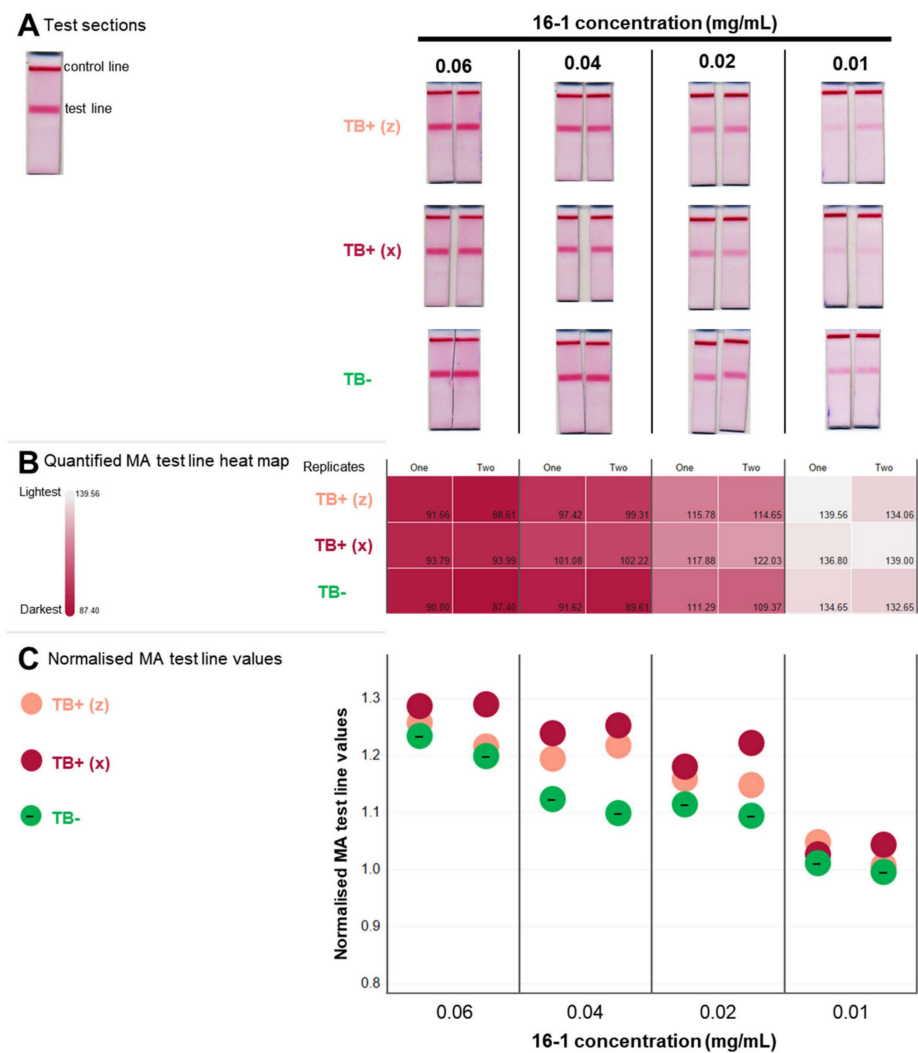 A Test sections
control line
test line
16-1 concentration (mg/mL)
0.06 0.04 0.02 0.01
TB+ (z)
TB+ (x)
TB-
B Quantified MA test line heat map
Lightest 139.56
Darkest 87.40
Replicates One Two One Two One Two One Two
TB+ (z) 91.66 88.61 97.42 99.31 115.78 114.65 139.56 134.06
TB+ (x) 93.79 93.99 101.08 102.22 117.88 122.03 136.80 139.00
TB- 90.00 87.40 91.62 89.61 111.29 109.37 134.65 132.65
C Normalised MA test line values
TB+ (z)
TB+ (x)
- TB-
Normalised MA test line values
1.3
1.2
1.1
1.0
0.9
0.8
0.06 0.04 0.02 0.01
16-1 concentration (mg/mL)